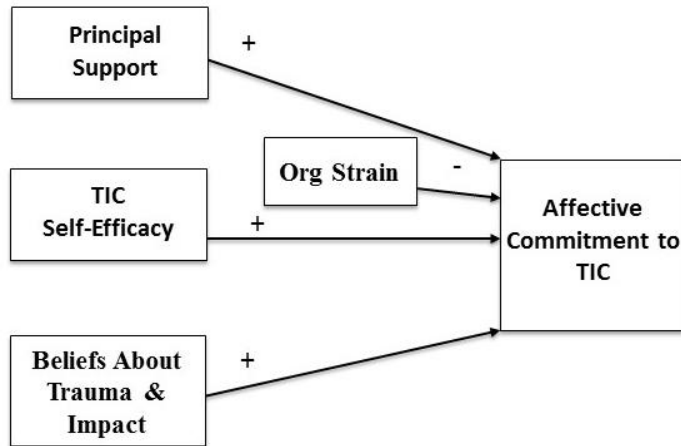 Principal
Support
+
Org Strain
-
TIC
Self-Efficacy
+
Affective
Commitment to
TIC
Beliefs About
Trauma &
Impact
+